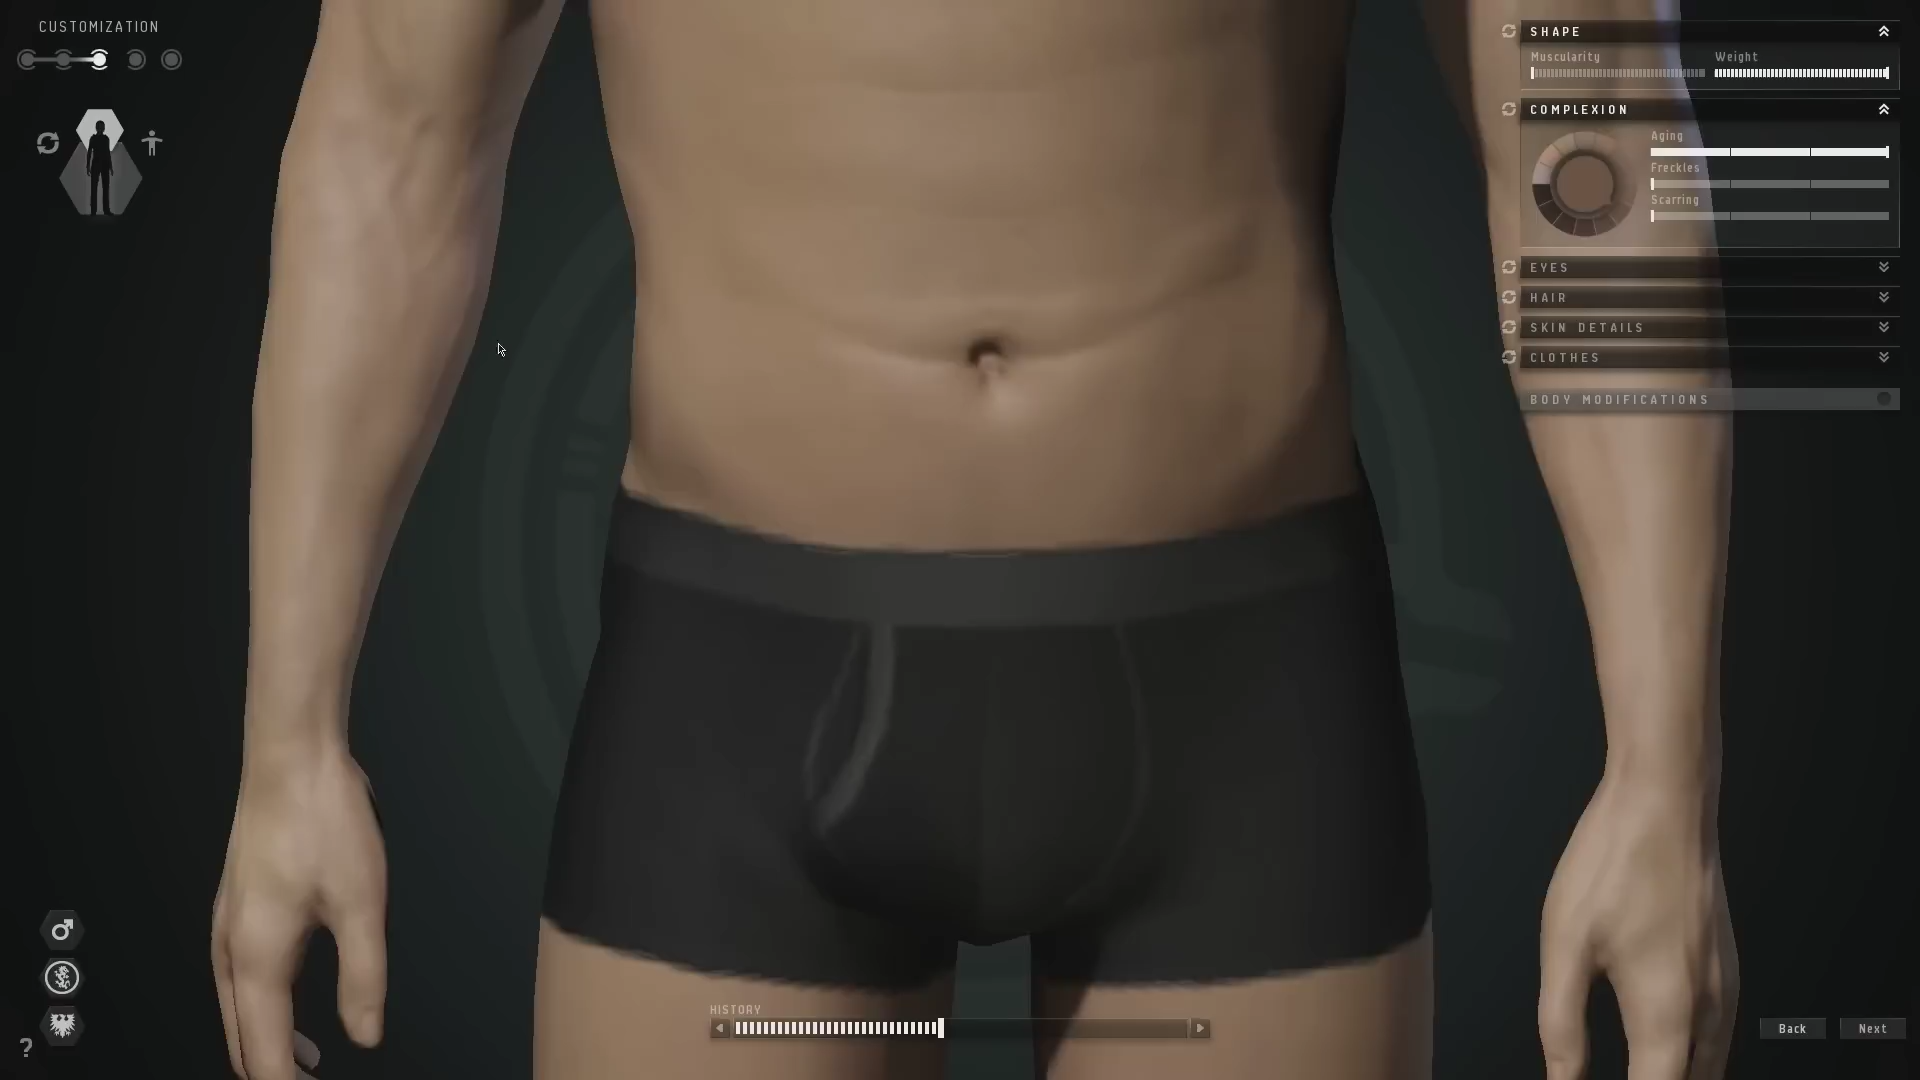 CUSTOMIZATION
SHAPE
Muscularity Weight
COMPLEXION
Aging
Freckles
Scarring
EYES
HAIR
SKIN DETAILS
CLOTHES
BODY MODIFICATIONS
HISTORY
?
Back Next